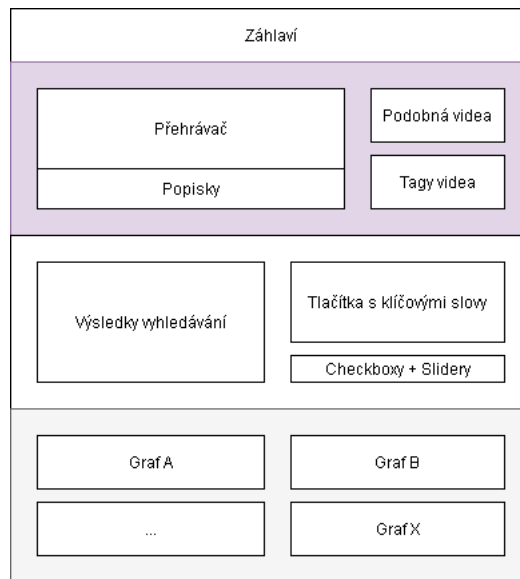 Záhlaví
Přehrávač
Popisky
Podobná videa
Tagy videa
Výsledky vyhledávání
Tlačítka s klíčovými slovy
Checkboxy + Slidery
Graf A
Graf B
...
Graf X